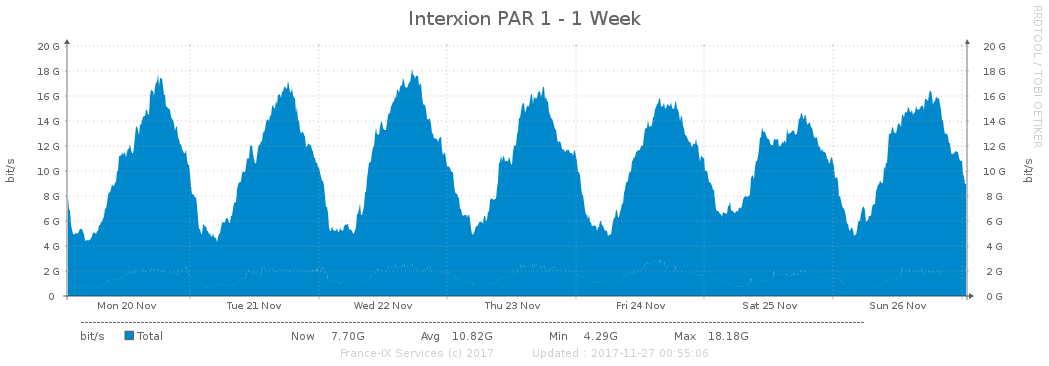 Interxion PAR 1 - 1 Week
RRDTOOL / TOBI OETIKER
20 G 20 G
18 G 18 G
16 G 16 G
14 G 14 G
12 G 12 G
10 G 10 G
8 G 8 G
6 G 6 G
4 G 4 G
2 G 2 G
0 0 G
bit/s bit/s
Mon 20 Nov Tue 21 Nov Wed 22 Nov Thu 23 Nov Fri 24 Nov Sat 25 Nov Sun 26 Nov
bit/s Total Now 7.70G Avg 10.82G Min 4.29G Max 18.18G
France-IX Services (c) 2017 Updated : 2017-11-27 00:55:06